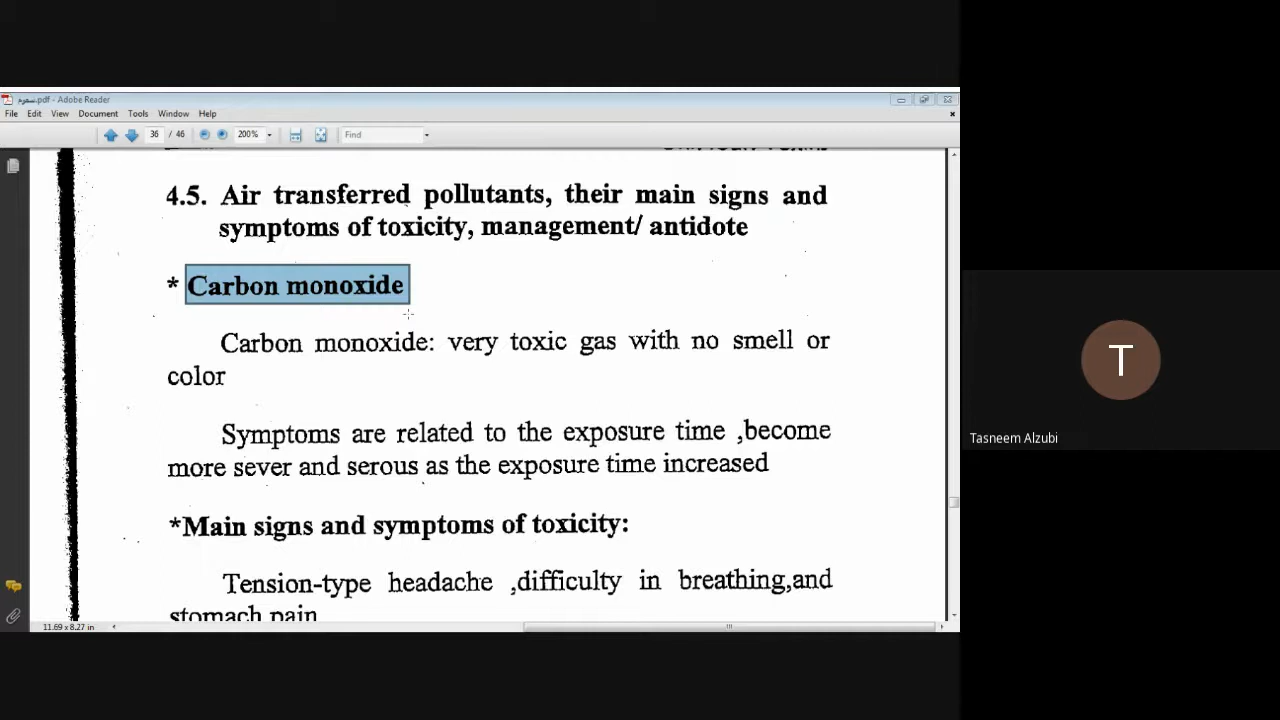 سموم.pdf - Adobe Reader
File Edit View Document Tools Window Help
36 / 46 200% Find
4.5. Air transferred pollutants, their main signs and
symptoms of toxicity, management/ antidote
* Carbon monoxide
Carbon monoxide: very toxic gas with no smell or
color
Symptoms are related to the exposure time ,become
more sever and serous as the exposure time increased
*Main signs and symptoms of toxicity:
Tension-type headache ,difficulty in breathing,and
stomach pain
11.69 x 8.27 in
T
Tasneem Alzubi